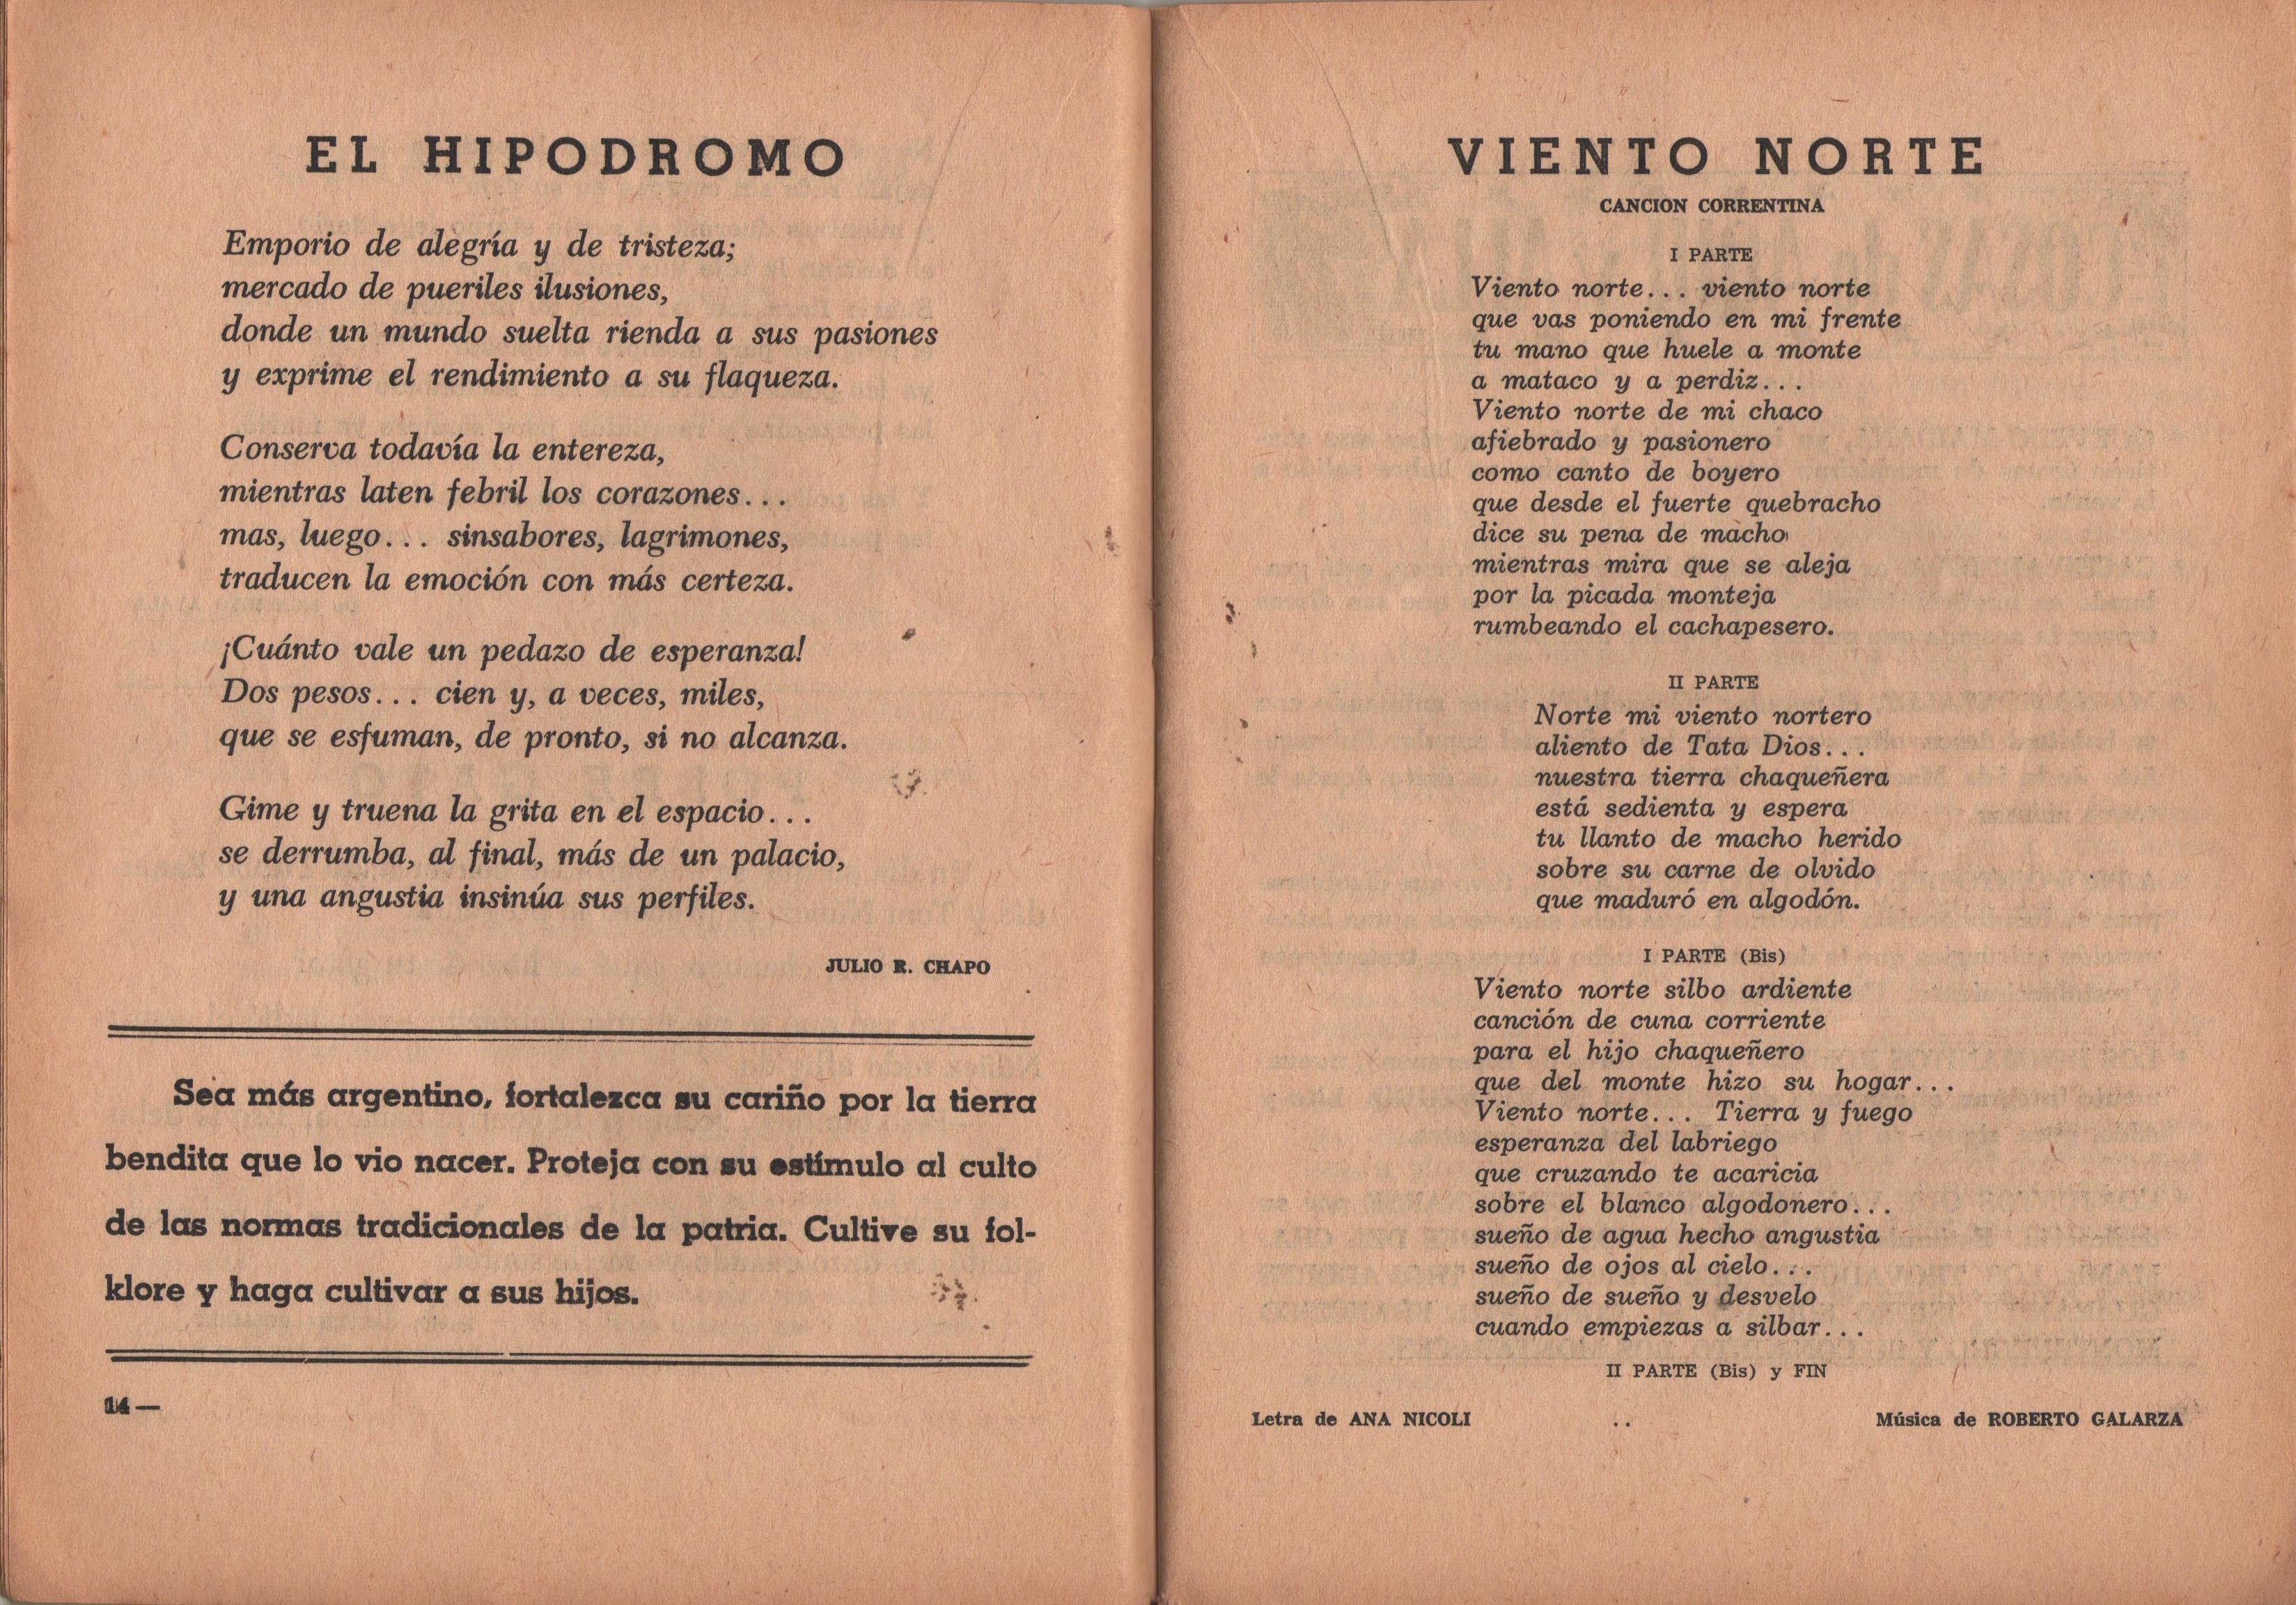 EL HIPODROMO
Emporio de alegría y de tristeza;
mercado de pueriles ilusiones,
donde un mundo suelta rienda a sus pasiones
y exprime el rendimiento a su flaqueza.
Conserva todavía la entereza,
mientras laten febril los corazones...
mas, luego... sinsabores, lagrimones,
traducen la emoción con más certeza.
¡Cuánto vale un pedazo de esperanza!
Dos pesos... cien y, a veces, miles,
que se esfuman, de pronto, si no alcanza.
Gime y truena la grita en el espacio...
se derrumba, al final, más de un palacio,
y una angustia insinúa sus perfiles.
JULIO R. CHAPO
Sea más argentino, fortalezca su cariño por la tierra
bendita que lo vio nacer. Proteja con su estímulo al culto
de las normas tradicionales de la patria. Cultive su fol-
klore y haga cultivar a sus hijos.
14 —
VIENTO NORTE
CANCION CORRENTINA
I PARTE
Viento norte... viento norte
que vas poniendo en mi frente
tu mano que huele a monte
a mataco y a perdiz...
Viento norte de mi chaco
afiebrado y pasionero
como canto de boyero
que desde el fuerte quebracho
dice su pena de macho
mientras mira que se aleja
por la picada monteja
rumbeando el cachapesero.
II PARTE
Norte mi viento nortero
aliento de Tata Dios...
nuestra tierra chaqueñera
está sedienta y espera
tu llanto de macho herido
sobre su carne de olvido
que maduró en algodón.
I PARTE (Bis)
Viento norte silbo ardiente
canción de cuna corriente
para el hijo chaqueñero
que del monte hizo su hogar...
Viento norte... Tierra y fuego
esperanza del labriego
que cruzando te acaricia
sobre el blanco algodonero...
sueño de agua hecho angustia
sueño de ojos al cielo...
sueño de sueño y desvelo
cuando empiezas a silbar...
II PARTE (Bis) y FIN
Letra de ANA NICOLI .. Música de ROBERTO GALARZA